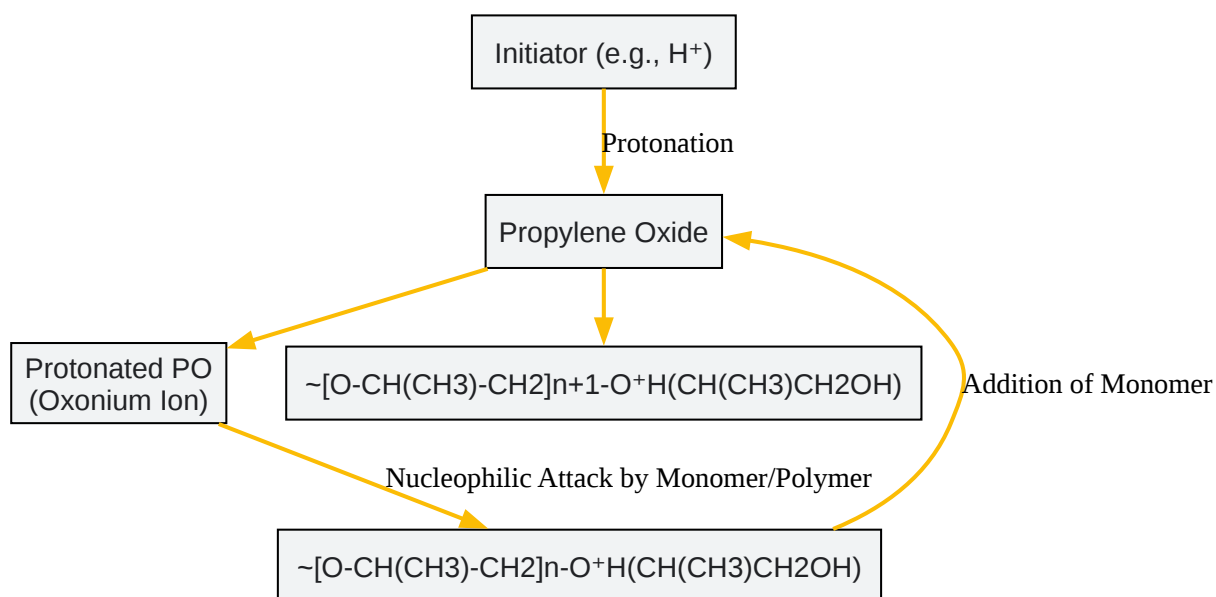 Initiator (e.g., H⁺)
Protonation
Propylene Oxide
Protonated PO
(Oxonium Ion)
~[O-CH(CH3)-CH2]n+1-O⁺H(CH(CH3)CH2OH)
Addition of Monomer
Nucleophilic Attack by Monomer/Polymer
~[O-CH(CH3)-CH2]n-O⁺H(CH(CH3)CH2OH)